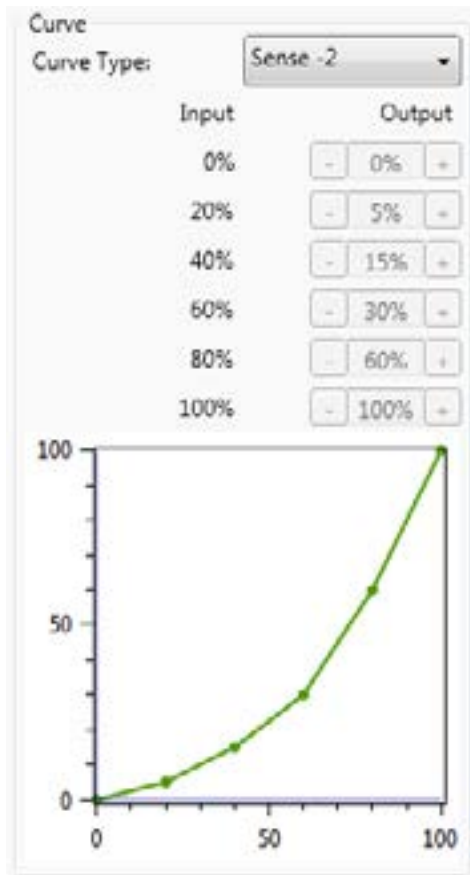 Curve
Curve Type: Sense -2
Input Output
0% - 0% +
20% - 5% +
40% - 15% +
60% - 30% +
80% - 60% +
100% - 100% +
100
50
0
0 50 100